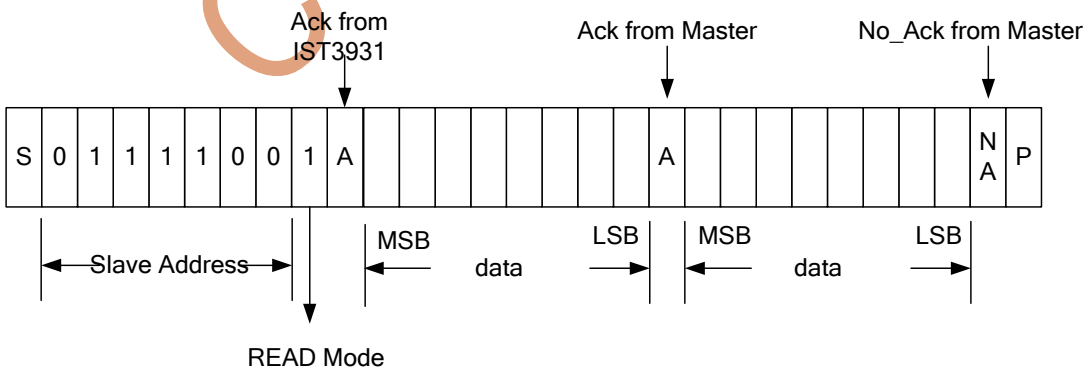 Ack from
IST3931
Ack from Master
No_Ack from Master
S 0 1 1 1 1 0 0 1 A A N
A P
Slave Address
MSB
LSB
data
MSB
LSB
data
READ Mode